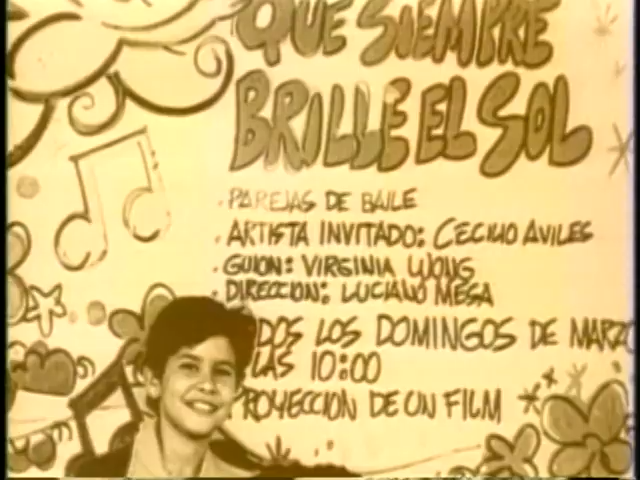 QUE SIEMPRE
BRILLE EL SOL
· PAREJAS DE BAILE
· ARTISTA INVITADO: CECILIO AVILES
· GUION: VIRGINIA WONG
· DIRECCION: LUCIANO MESA
DOS LOS DOMINGOS DE MARZO
LAS 10:00
ROYECCION DE UN FILM